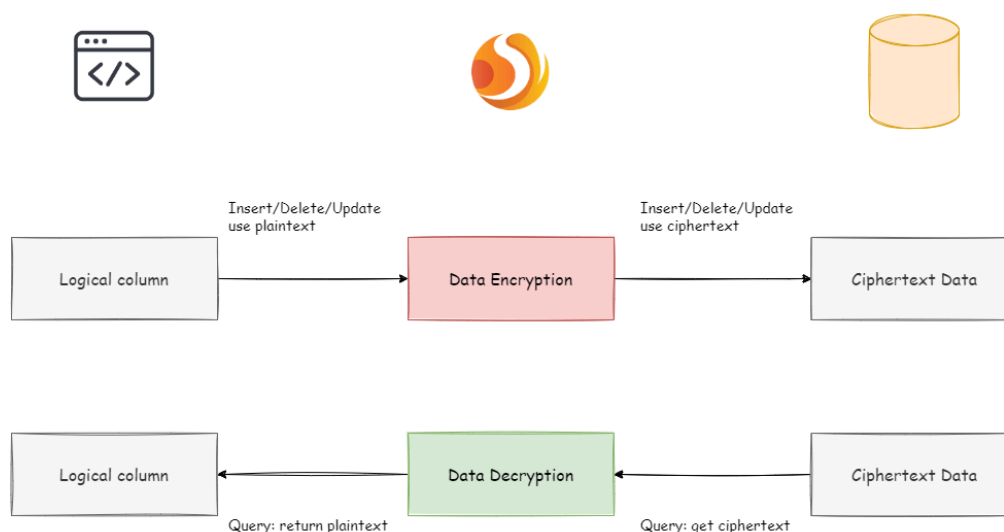 </>
Insert/Delete/Update
use plaintext
Insert/Delete/Update
use ciphertext
Logical column
Data Encryption
Ciphertext Data
Logical column
Data Decryption
Ciphertext Data
Query: return plaintext
Query: get ciphertext